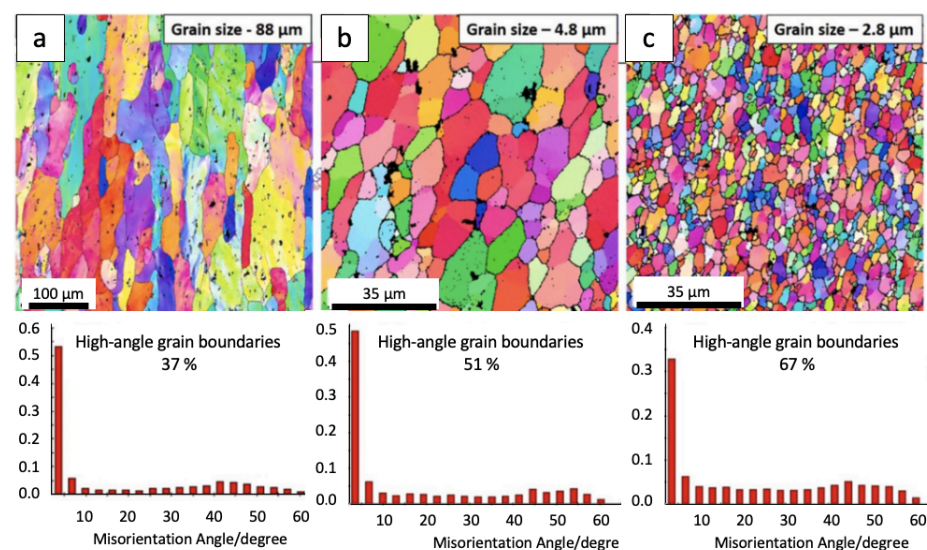 a
Grain size - 88 µm
b
Grain size – 4.8 µm
c
Grain size – 2.8 µm
100 µm
35 µm
35 µm
0.6
0.5
0.4
0.3
0.2
0.1
0.0
High-angle grain boundaries
37 %
10 20 30 40 50 60
Misorientation Angle/degree
0.5
0.4
0.3
0.2
0.1
0.0
High-angle grain boundaries
51 %
10 20 30 40 50 60
Misorientation Angle/degree
0.4
0.3
0.2
0.1
0.0
High-angle grain boundaries
67 %
10 20 30 40 50 60
Misorientation Angle/degree